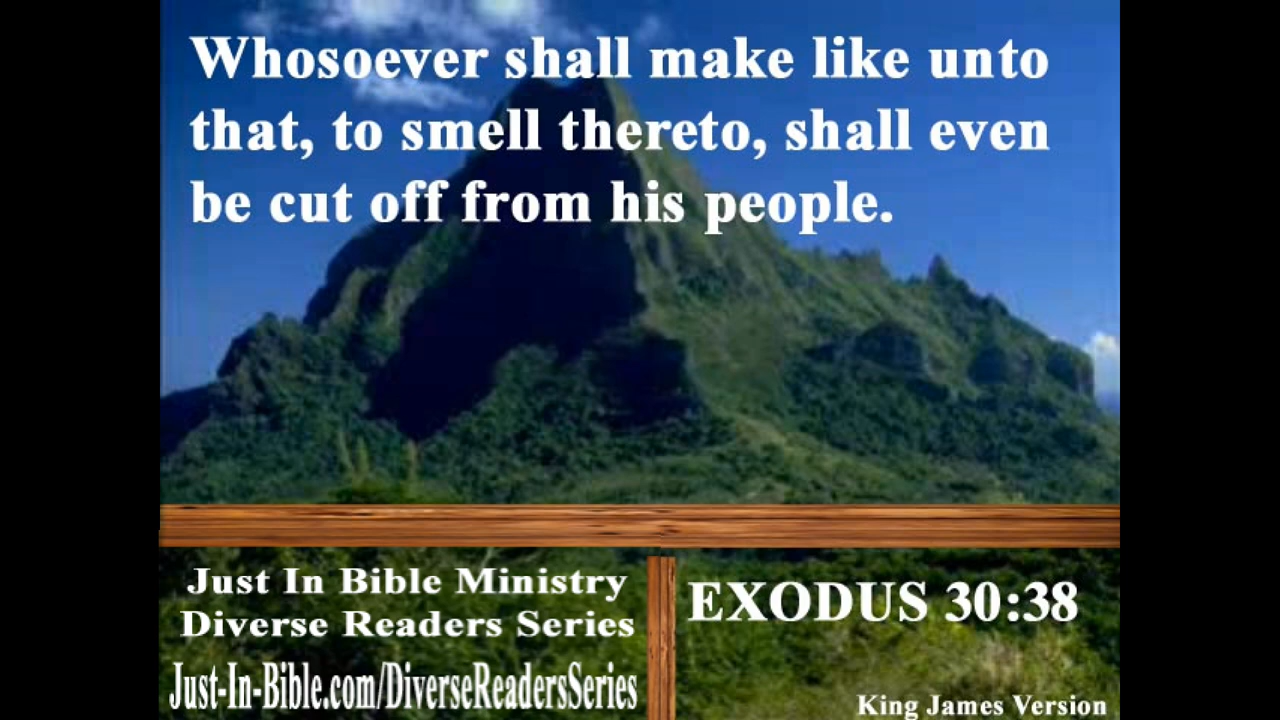 Whosoever shall make like unto
that, to smell thereto, shall even
be cut off from his people.
Just In Bible Ministry
Diverse Readers Series
Just-In-Bible.com/DiverseReadersSeries
EXODUS 30:38
King James Version